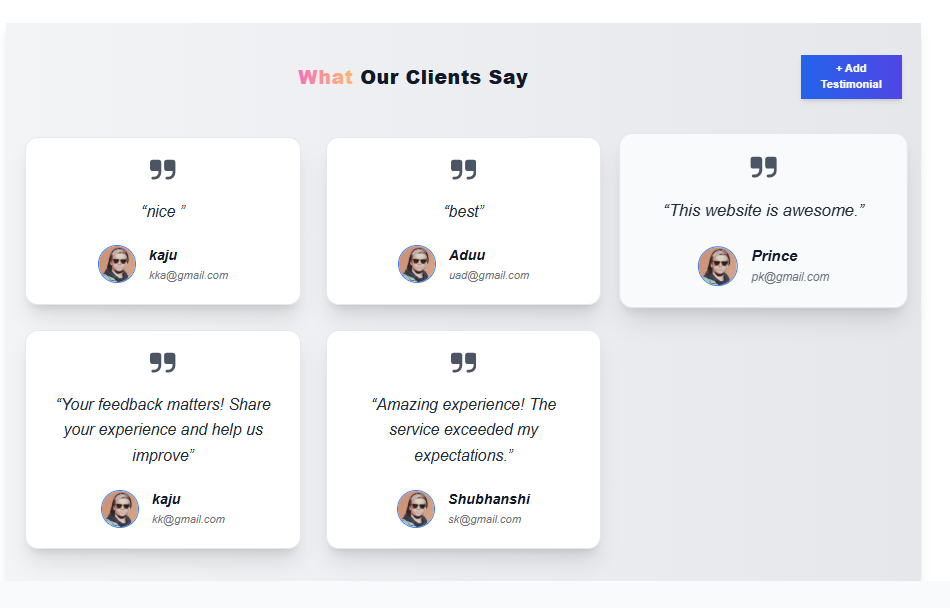 What Our Clients Say
+ Add
Testimonial
“nice ”
kaju
kka@gmail.com
“best”
Aduu
uad@gmail.com
“This website is awesome.”
Prince
pk@gmail.com
“Your feedback matters! Share
your experience and help us
improve”
kaju
kk@gmail.com
“Amazing experience! The
service exceeded my
expectations.”
Shubhanshi
sk@gmail.com